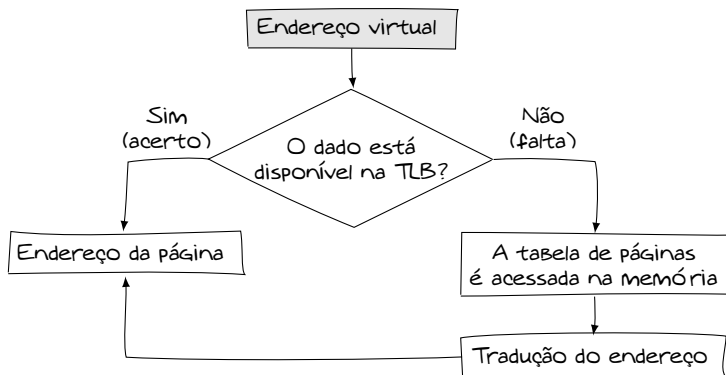 Endereço virtual
Sim
(acerto)
Não
(falta)
O dado está
disponível na TLB?
Endereço da página
A tabela de páginas
é acessada na memória
Tradução do endereço